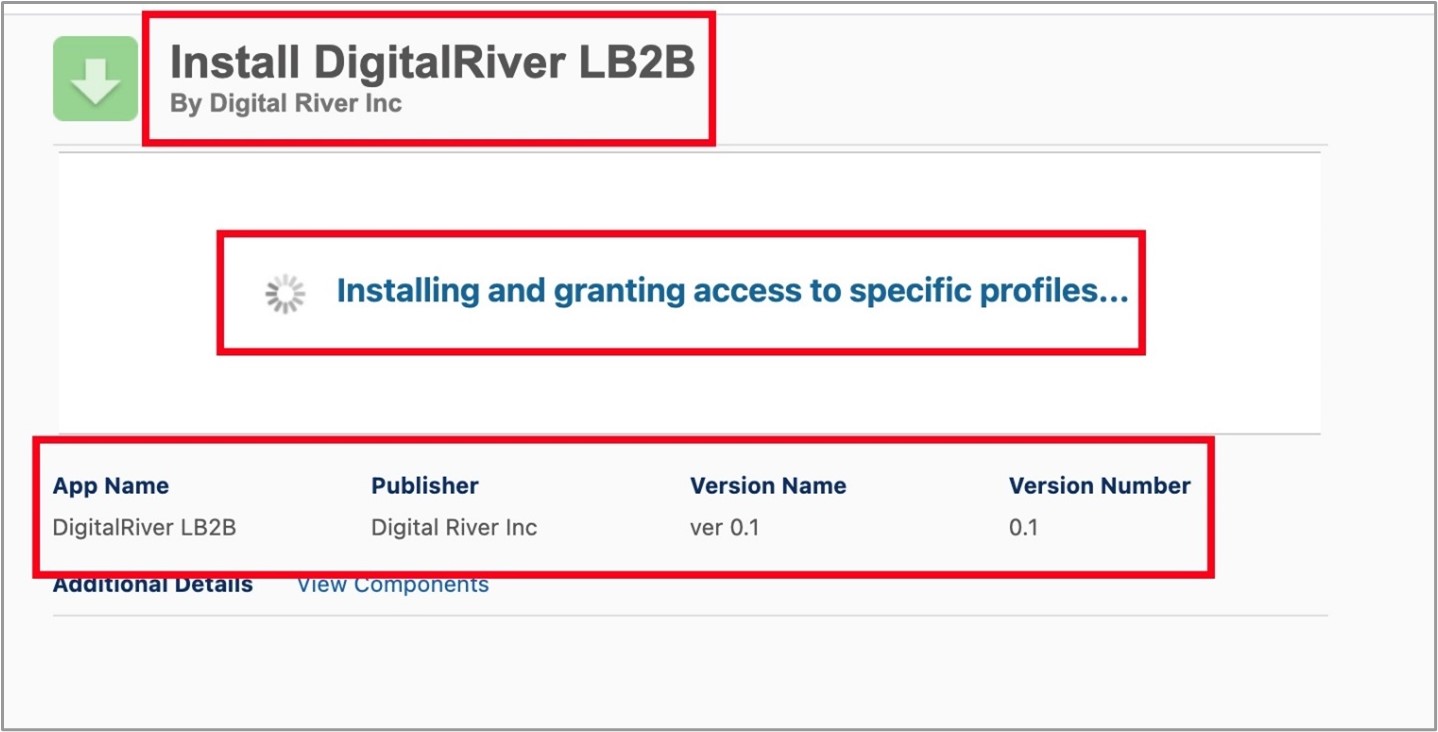 Install DigitalRiver LB2B
By Digital River Inc
Installing and granting access to specific profiles...
App Name Publisher Version Name Version Number
DigitalRiver LB2B Digital River Inc ver 0.1 0.1
Additional Details View Components